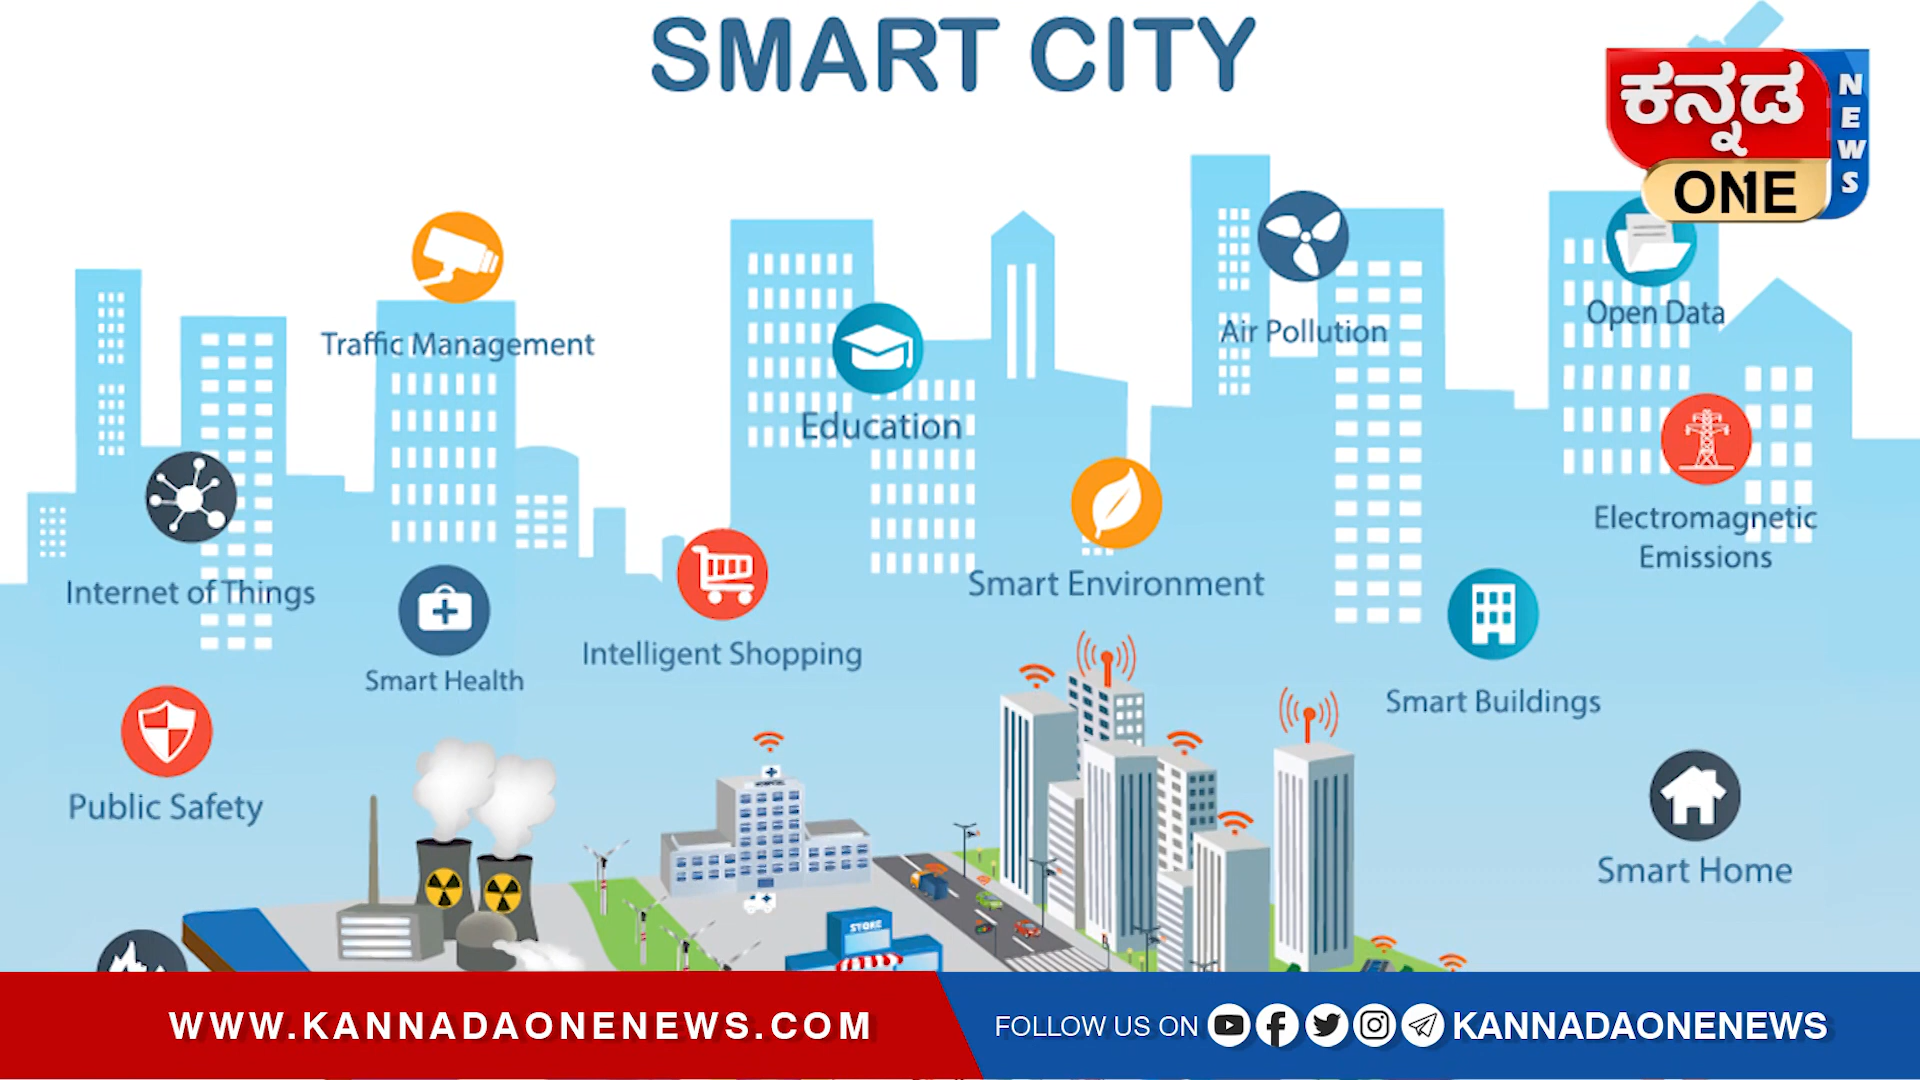 SMART CITY
ಕನ್ನಡ
NEWS
ONE
Traffic Management
Education
Air Pollution
Open Data
Internet of Things
Smart Health
Intelligent Shopping
Smart Environment
Electromagnetic
Emissions
Smart Buildings
Public Safety
Smart Home
HOSPITAL
STORE
WWW.KANNADAONENEWS.COM
FOLLOW US ON KANNADAONENEWS